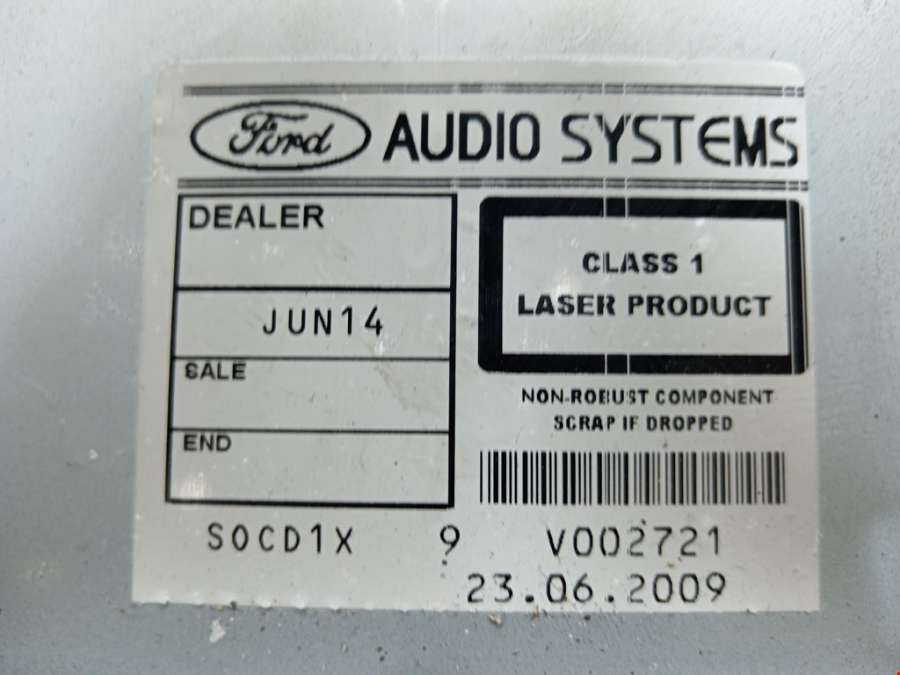 Ford AUDIO SYSTEMS
DEALER
JUN14
SALE
END
CLASS 1
LASER PRODUCT
NON-ROBUST COMPONENT
SCRAP IF DROPPED
SOCD1X 9 V002721
23.06.2009